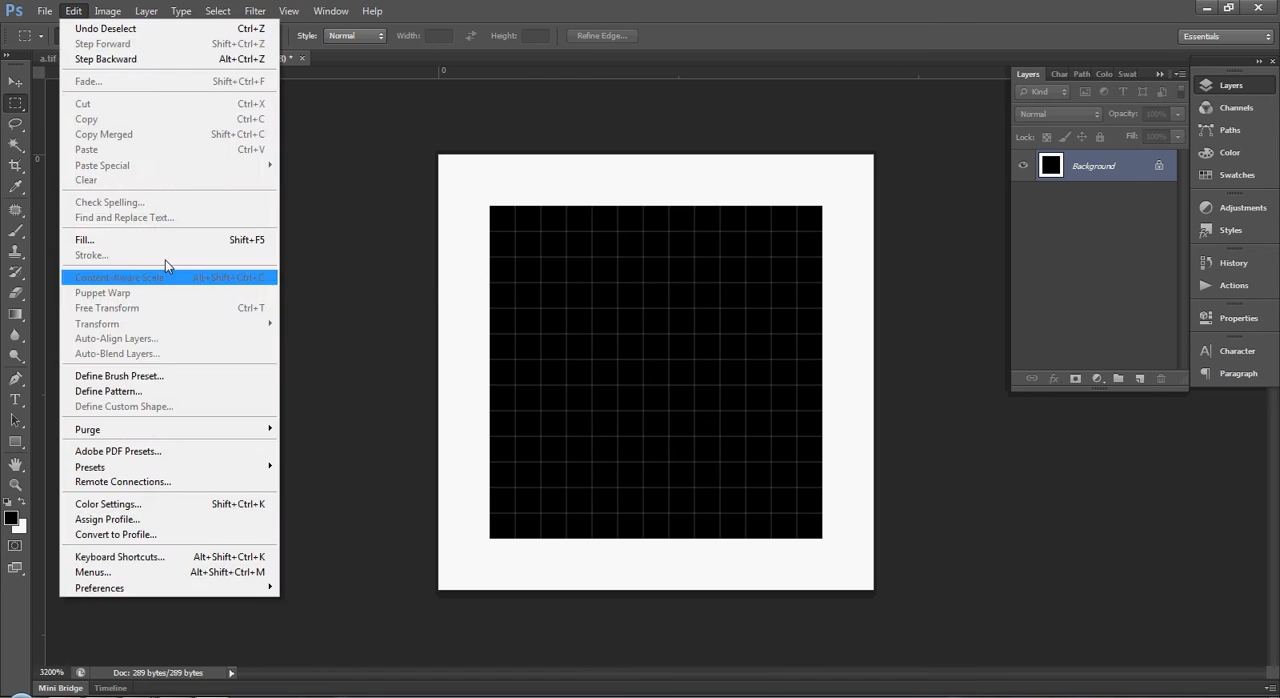 Ps File Edit Image Layer Type Select Filter View Window Help
Style: Normal Width: Height: Refine Edge... Essentials
a.tif ) * ×
Undo Deselect Ctrl+Z
Step Forward Shift+Ctrl+Z
Step Backward Alt+Ctrl+Z
Fade... Shift+Ctrl+F
Cut Ctrl+X
Copy Ctrl+C
Copy Merged Shift+Ctrl+C
Paste Ctrl+V
Paste Special
Clear
Check Spelling...
Find and Replace Text...
Fill... Shift+F5
Stroke...
Content-Aware Scale Alt+Shift+Ctrl+C
Puppet Warp
Free Transform Ctrl+T
Transform
Auto-Align Layers...
Auto-Blend Layers...
Define Brush Preset...
Define Pattern...
Define Custom Shape...
Purge
Adobe PDF Presets...
Presets
Remote Connections...
Color Settings... Shift+Ctrl+K
Assign Profile...
Convert to Profile...
Keyboard Shortcuts... Alt+Shift+Ctrl+K
Menus... Alt+Shift+Ctrl+M
Preferences
0
0
Layers Char Path Colo Swat
Kind
Normal Opacity: 100%
Lock: Fill: 100%
Background
Layers
Channels
Paths
Color
Swatches
Adjustments
Styles
History
Actions
Properties
Character
Paragraph
3200% Doc: 289 bytes/289 bytes
Mini Bridge Timeline